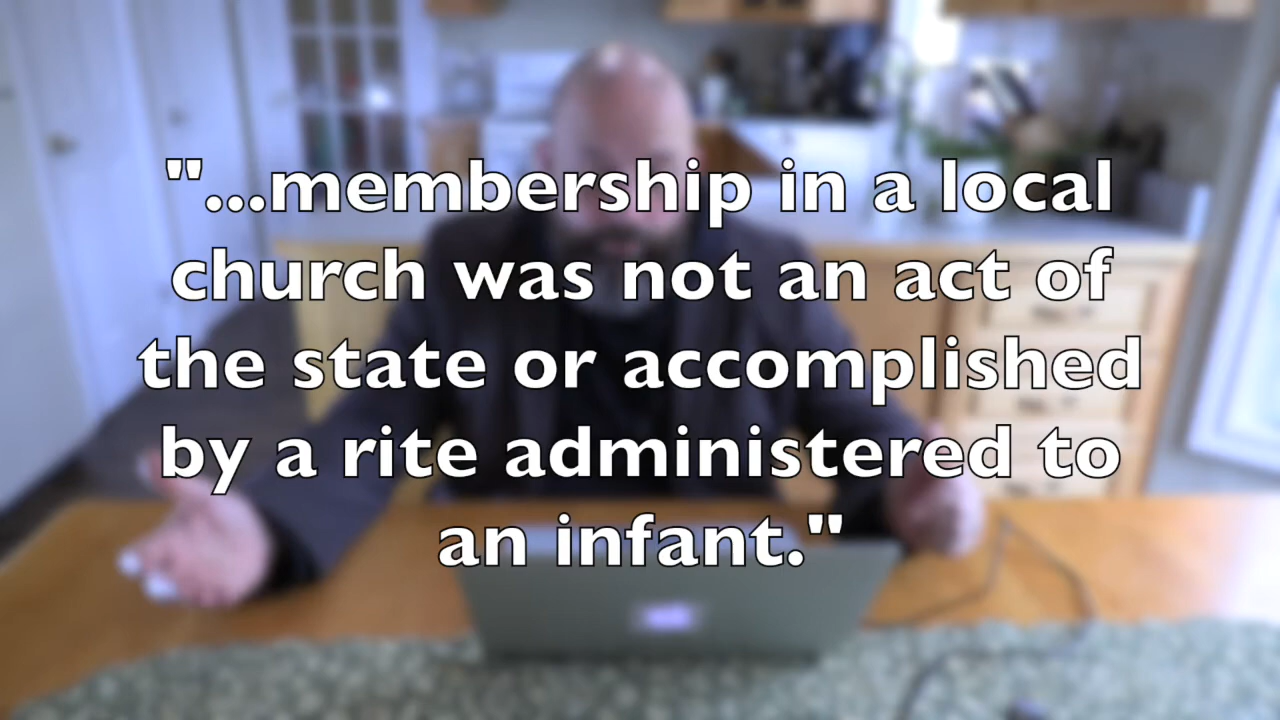 "...membership in a local
church was not an act of
the state or accomplished
by a rite administered to
an infant."